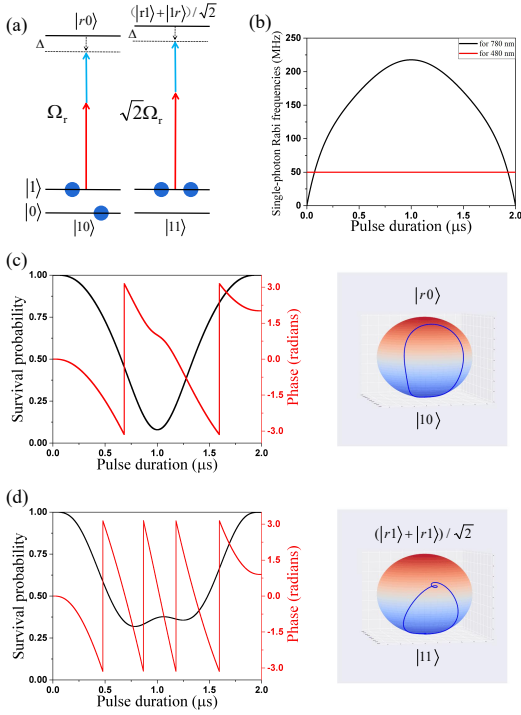 (a)
|r0⟩
(|r1⟩+|1r⟩)/√2
Δ
Δ
Ω_r
√2Ω_r
|1⟩
|0⟩
|10⟩
|11⟩
(b)
Single-photon Rabi frequencies (MHz)
250
200
150
100
50
0
0.0 0.5 1.0 1.5 2.0
Pulse duration (μs)
for 780 nm
for 480 nm
(c)
Survival probability
1.00
0.75
0.50
0.25
0.00
0.0 0.5 1.0 1.5 2.0
Pulse duration (μs)
3.0
1.5
0.0
-1.5
-3.0
Phase (radians)
|r0⟩
|10⟩
(d)
Survival probability
1.00
0.75
0.50
0.25
0.00
0.0 0.5 1.0 1.5 2.0
Pulse duration (μs)
3.0
1.5
0.0
-1.5
-3.0
Phase (radians)
(|r1⟩+|r1⟩)/√2
|11⟩